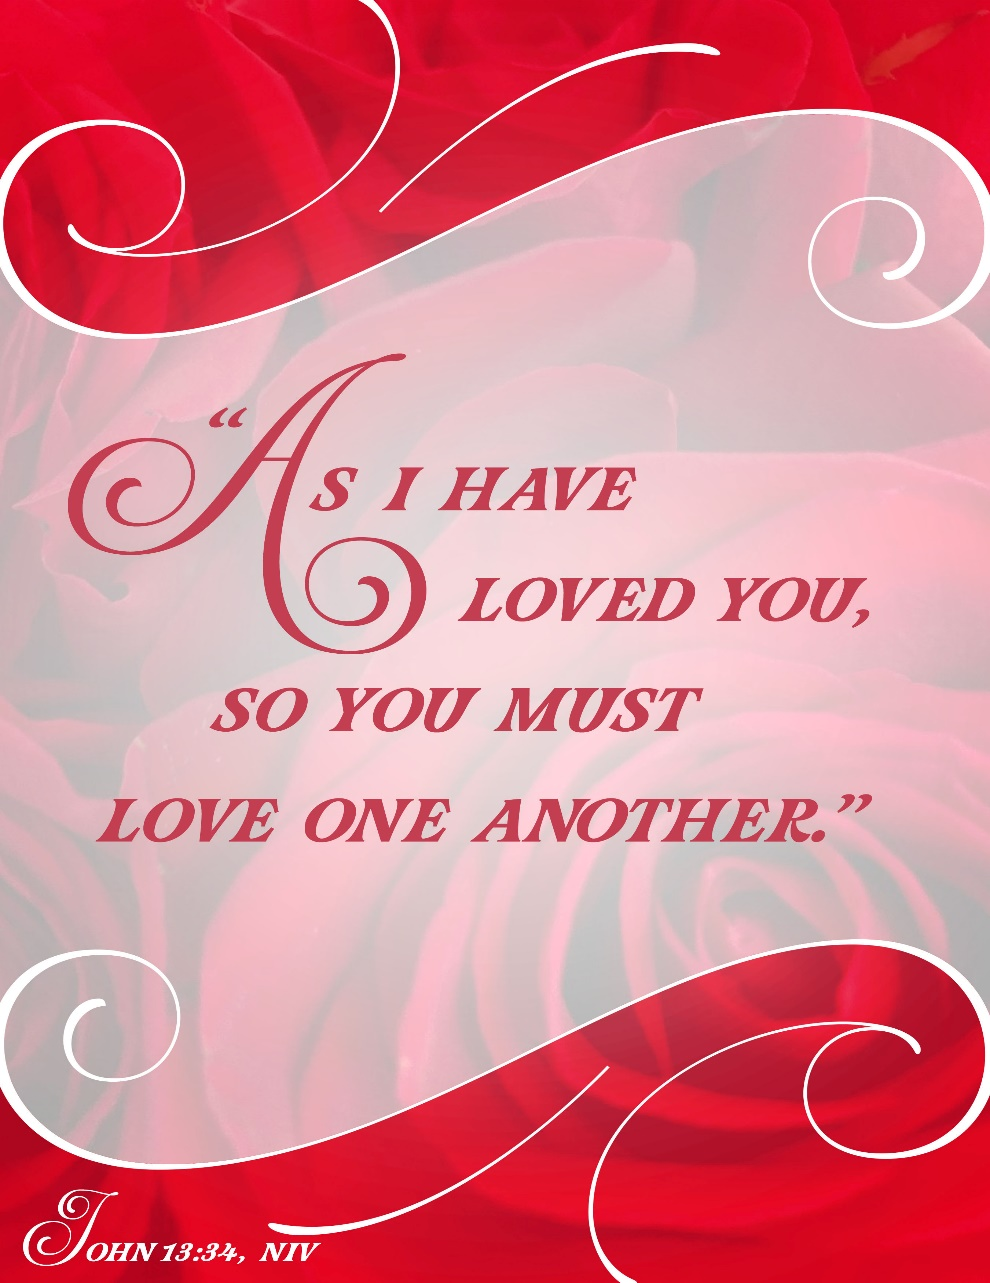 “As I HAVE
LOVED YOU,
SO YOU MUST
LOVE ONE ANOTHER.”
JOHN 13:34, NIV